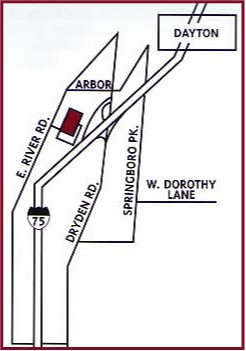 DAYTON
ARBOR
E. RIVER RD.
SPRINGBORO PK.
DRYDEN RD.
W. DOROTHY
LANE
75